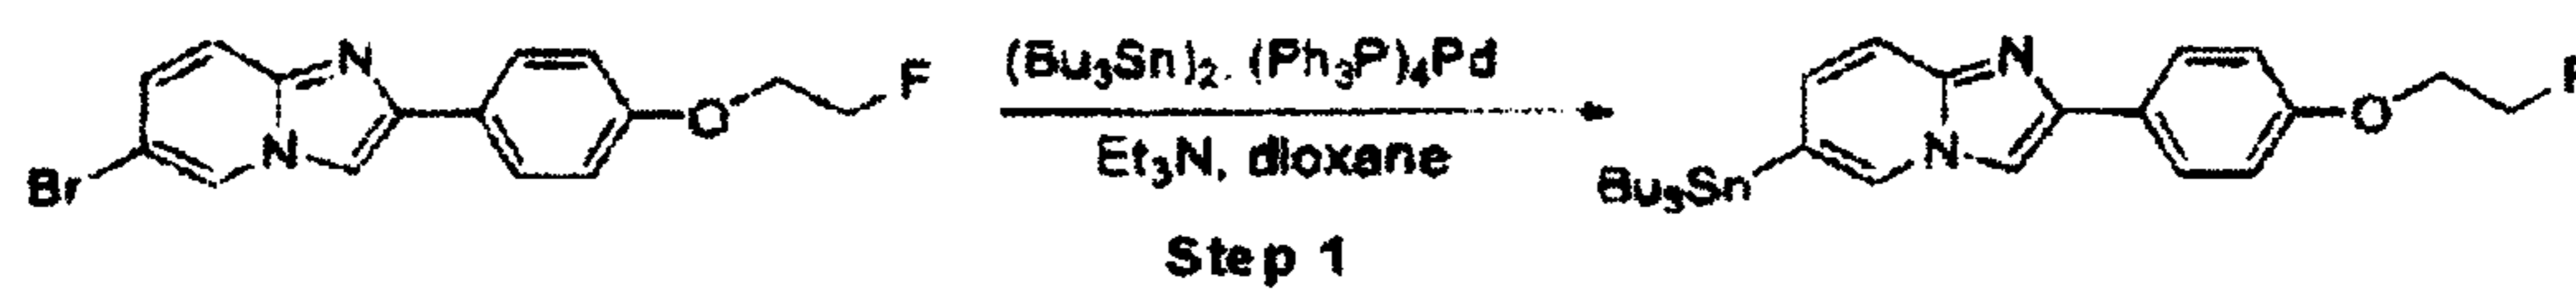 N
F
(Bu3Sn)2, (Ph3P)4Pd
N
F
O
O
N
Et3N, dioxane
N
Br
Bu3Sn
Step 1